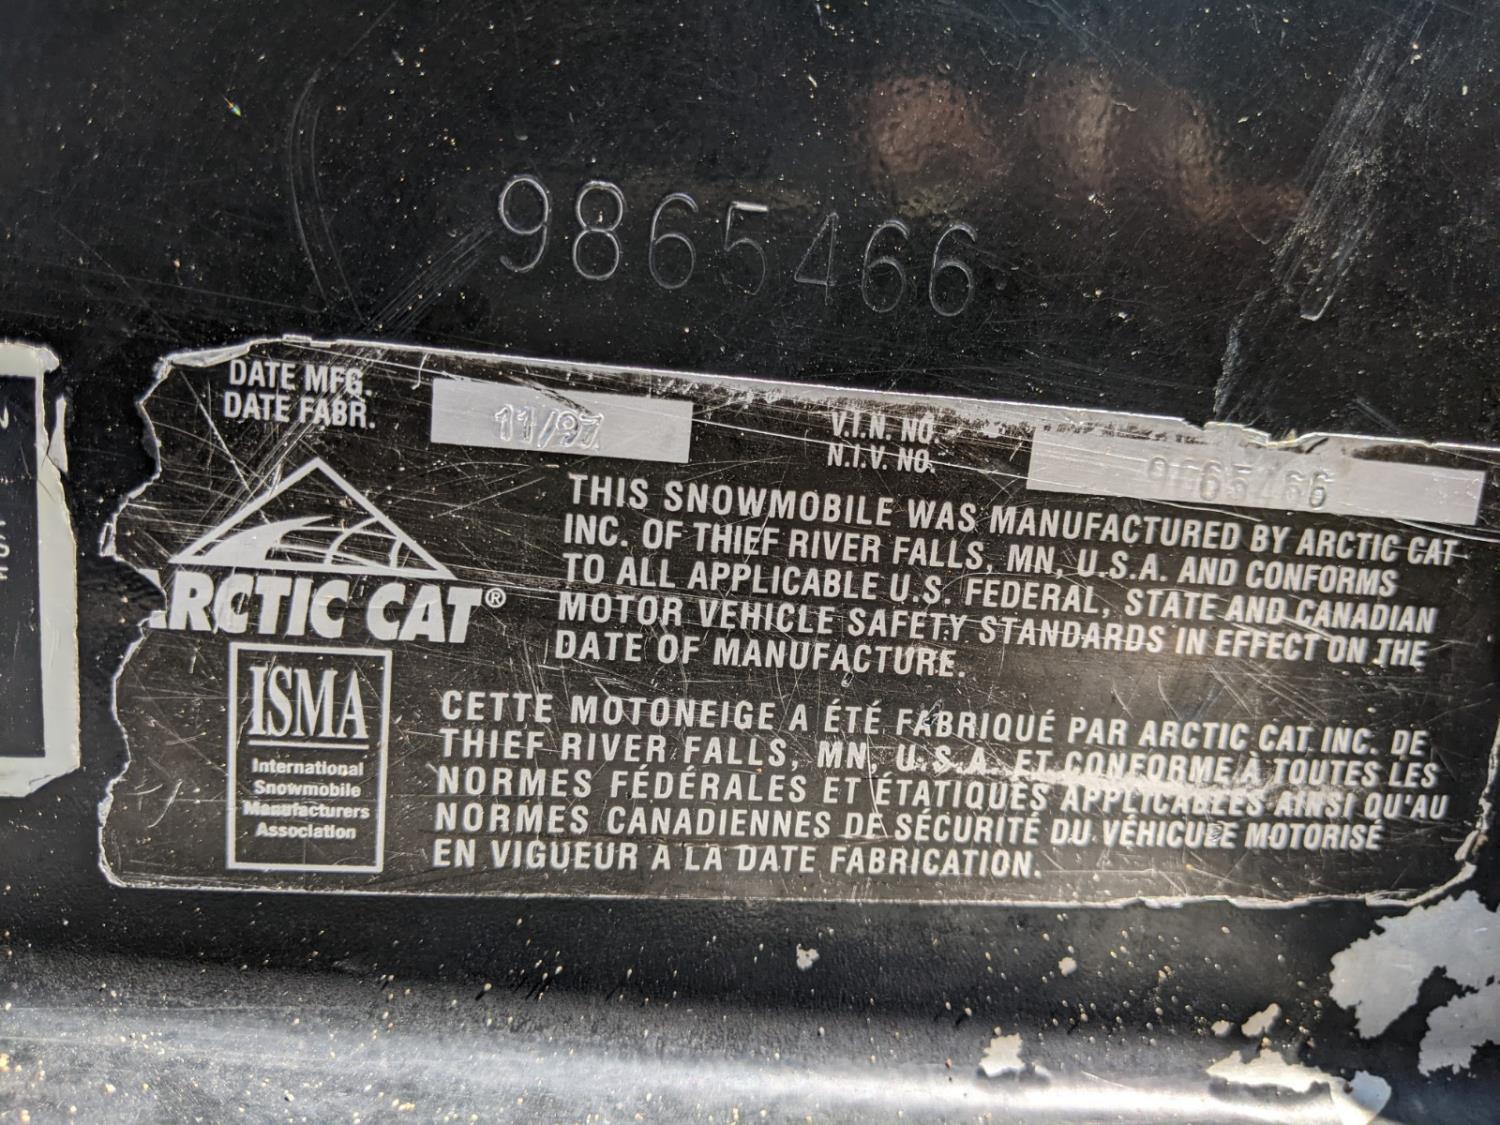 9865466
DATE MFG.
DATE FABR.
11/97
V.I.N. NO.
N.I.V. NO.
ARCTIC CAT®
ISMA
International
Snowmobile
Manufacturers
Association
THIS SNOWMOBILE WAS MANUFACTURED BY ARCTIC CAT
INC. OF THIEF RIVER FALLS, MN, U.S.A. AND CONFORMS
TO ALL APPLICABLE U.S. FEDERAL, STATE AND CANADIAN
MOTOR VEHICLE SAFETY STANDARDS IN EFFECT ON THE
DATE OF MANUFACTURE.
CETTE MOTONEIGE A ÉTÉ FABRIQUÉ PAR ARCTIC CAT INC. DE
THIEF RIVER FALLS, MN, U.S.A. ET CONFORME À TOUTES LES
NORMES FÉDÉRALES ET ÉTATIQUES APPLICABLES AINSI QU'AU
NORMES CANADIENNES DE SÉCURITÉ DU VÉHICULE MOTORISÉ
EN VIGUEUR A LA DATE FABRICATION.